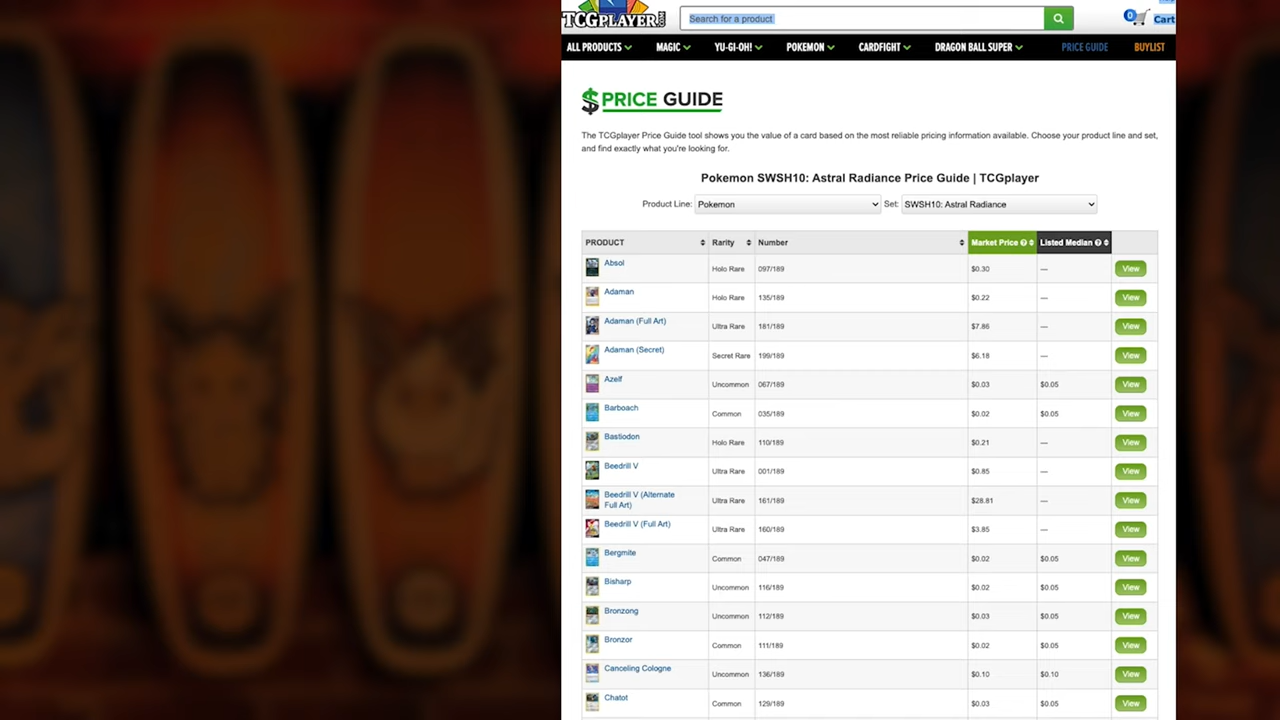 Help
TCGPLAYER.COM
Search for a product
0
Cart
ALL PRODUCTS MAGIC YU-GI-OH! POKEMON CARDFIGHT DRAGON BALL SUPER PRICE GUIDE BUYLIST
$PRICE GUIDE
The TCGplayer Price Guide tool shows you the value of a card based on the most reliable pricing information available. Choose your product line and set,
and find exactly what you're looking for.
Pokemon SWSH10: Astral Radiance Price Guide | TCGplayer
Product Line: Pokemon Set: SWSH10: Astral Radiance
PRODUCT Rarity Number Market Price Listed Median
Absol Holo Rare 097/189 $0.30 — View
Adaman Holo Rare 135/189 $0.22 — View
Adaman (Full Art) Ultra Rare 181/189 $7.86 — View
Adaman (Secret) Secret Rare 199/189 $6.18 — View
Azelf Uncommon 067/189 $0.03 $0.05 View
Barboach Common 035/189 $0.02 $0.05 View
Bastiodon Holo Rare 110/189 $0.21 — View
Beedrill V Ultra Rare 001/189 $0.85 — View
Beedrill V (Alternate
Full Art) Ultra Rare 161/189 $28.81 — View
Beedrill V (Full Art) Ultra Rare 160/189 $3.85 — View
Bergmite Common 047/189 $0.02 $0.05 View
Bisharp Uncommon 116/189 $0.02 $0.05 View
Bronzong Uncommon 112/189 $0.03 $0.05 View
Bronzor Common 111/189 $0.02 $0.05 View
Canceling Cologne Uncommon 136/189 $0.10 $0.10 View
Chatot Common 129/189 $0.03 $0.05 View